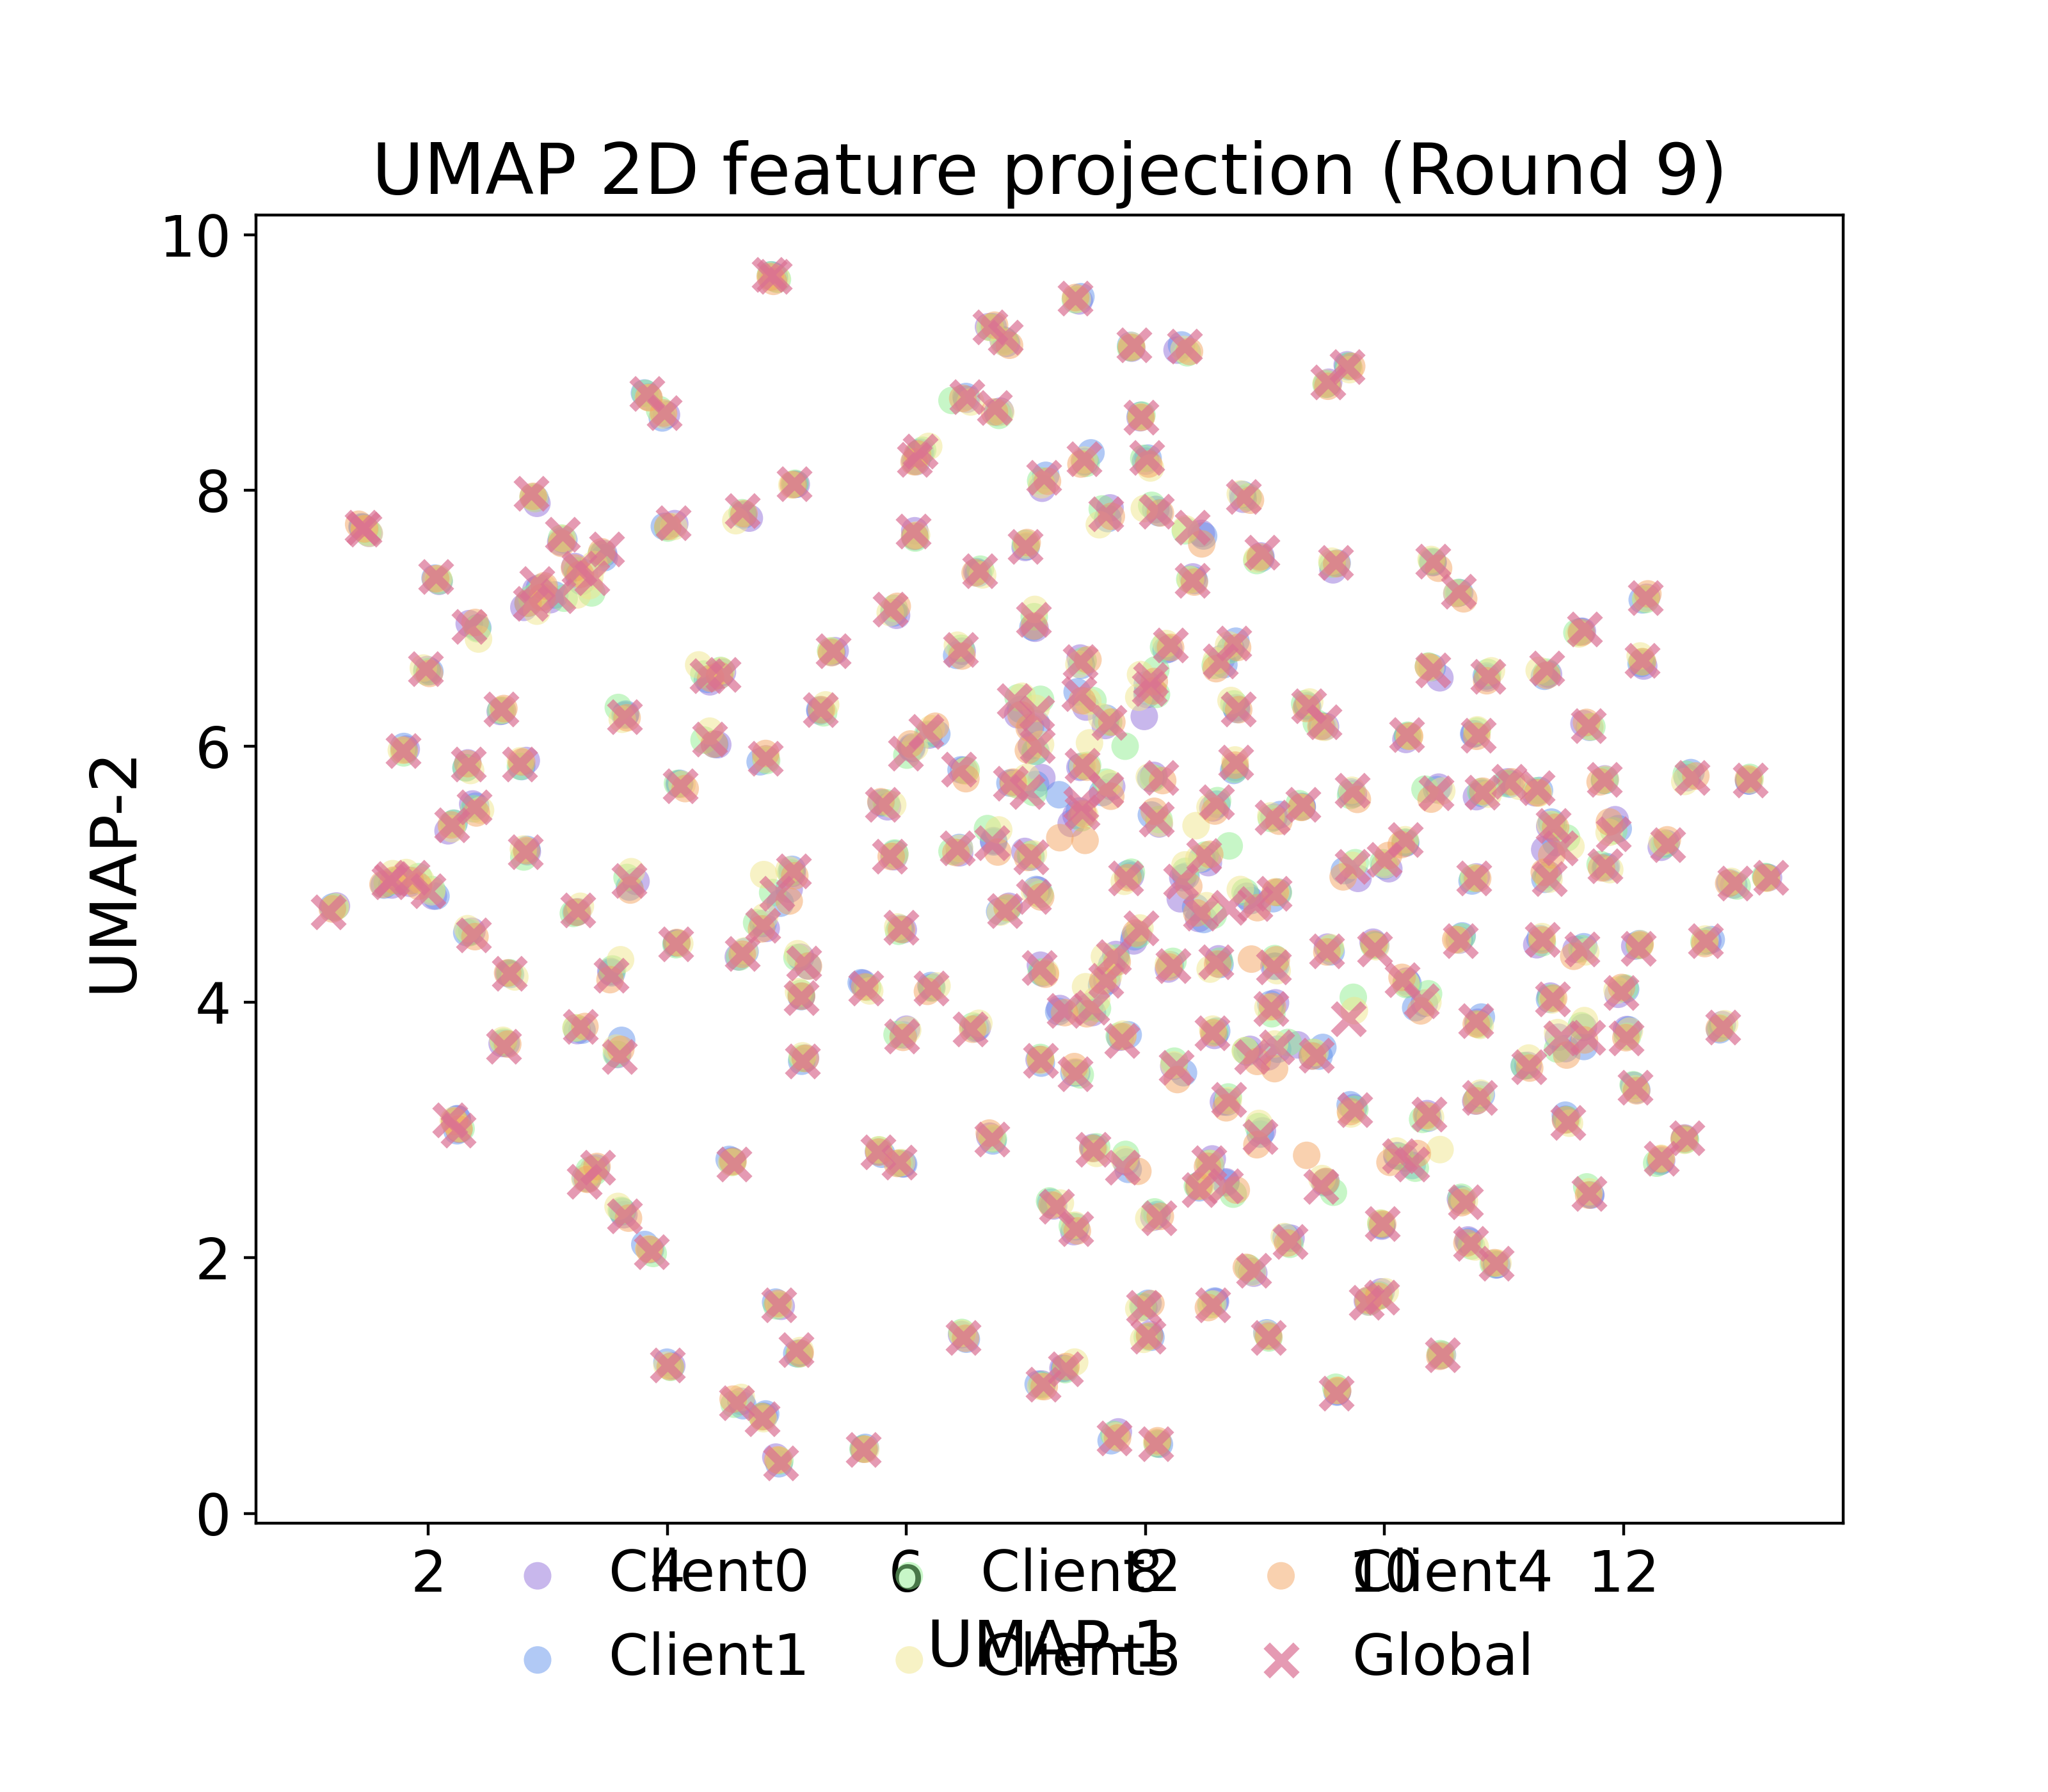 UMAP 2D feature projection (Round 9)
10
8
6
4
2
0
UMAP-2
2 4 6 8 10 12
UMAP-1
Client0 Client2 Client4
Client1 Client3 Global